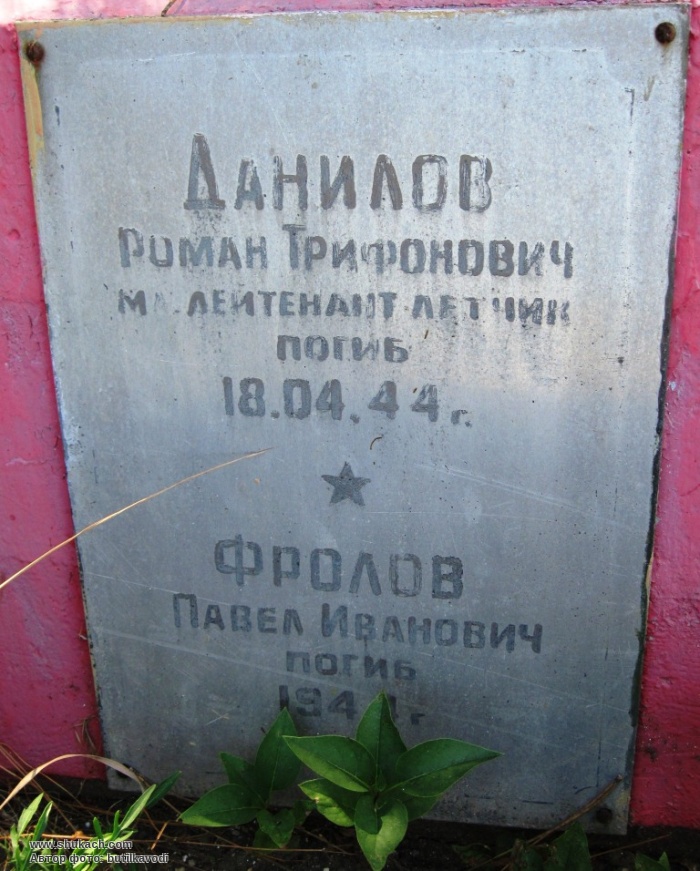 Данилов
Роман Трифонович
мл. лейтенант летчик
погиб
18.04.44 г.
Фролов
Павел Иванович
погиб
www.shukach.com
Автор фото: butilkavodi